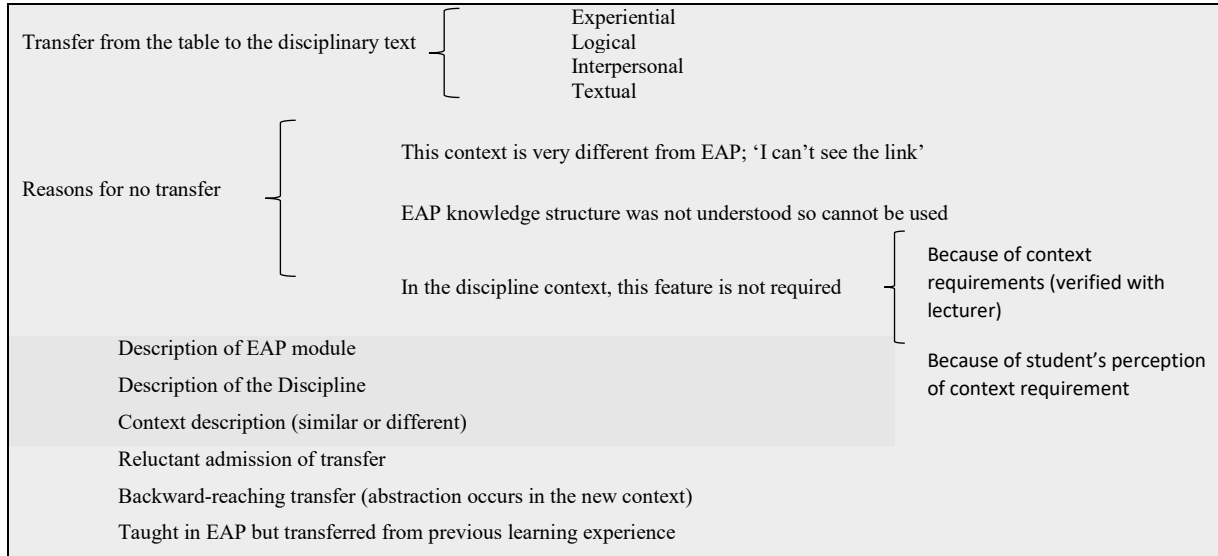 Transfer from the table to the disciplinary text
Experiential
Logical
Interpersonal
Textual
Reasons for no transfer
This context is very different from EAP; ‘I can’t see the link’
EAP knowledge structure was not understood so cannot be used
In the discipline context, this feature is not required
Because of context
requirements (verified with
lecturer)
Because of student’s perception
of context requirement
Description of EAP module
Description of the Discipline
Context description (similar or different)
Reluctant admission of transfer
Backward-reaching transfer (abstraction occurs in the new context)
Taught in EAP but transferred from previous learning experience